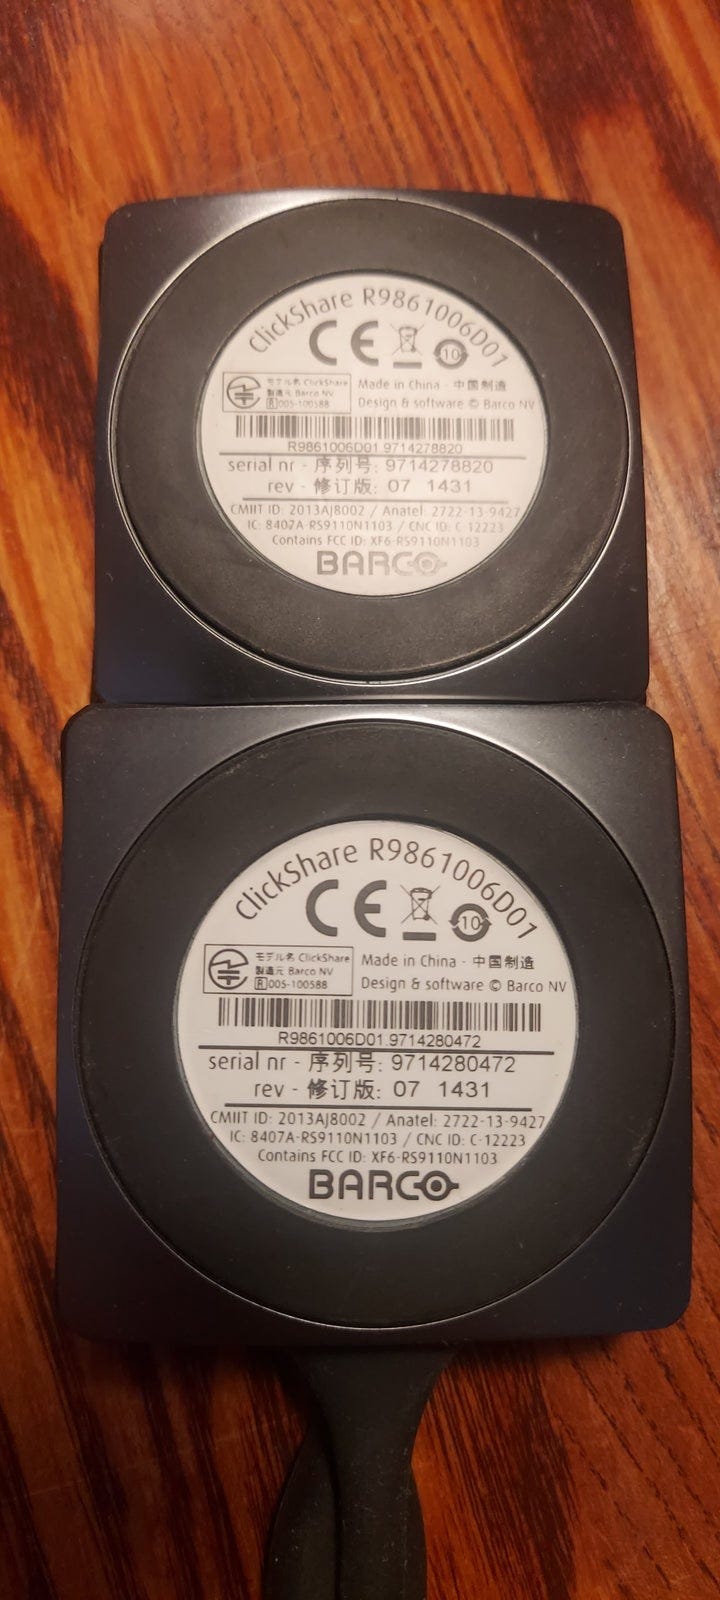 ClickShare R9861006D01
CE 10
モデル名 ClickShare
製造元 Barco NV
R 005-100588
Made in China - 中国制造
Design & software © Barco NV
R9861006D01.9714278820
serial nr - 序列号: 9714278820
rev - 修订版: 07 1431
CMIIT ID: 2013AJ8002 / Anatel: 2722-13-9427
IC: 8407A-RS9110N1103 / CNC ID: C-12223
Contains FCC ID: XF6-RS9110N1103
BARCO
ClickShare R9861006D01
CE 10
モデル名 ClickShare
製造元 Barco NV
R 005-100588
Made in China - 中国制造
Design & software © Barco NV
R9861006D01.9714280472
serial nr - 序列号: 9714280472
rev - 修订版: 07 1431
CMIIT ID: 2013AJ8002 / Anatel: 2722-13-9427
IC: 8407A-RS9110N1103 / CNC ID: C-12223
Contains FCC ID: XF6-RS9110N1103
BARCO